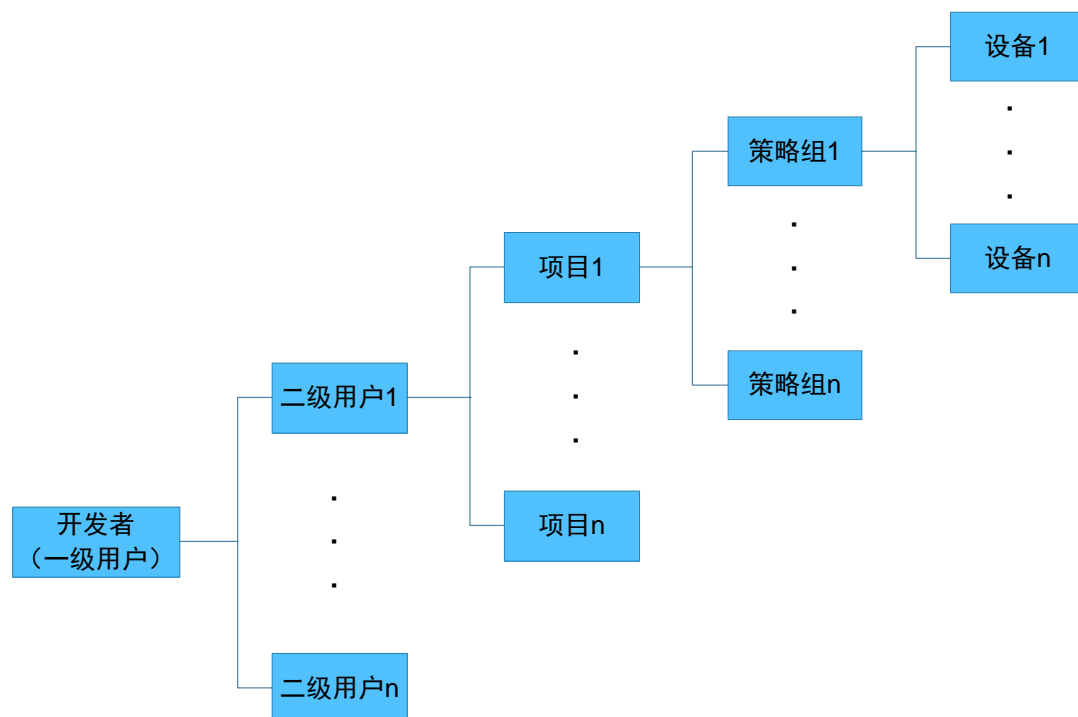 设备1
策略组1
设备n
项目1
策略组n
二级用户1
项目n
开发者
（一级用户）
二级用户n